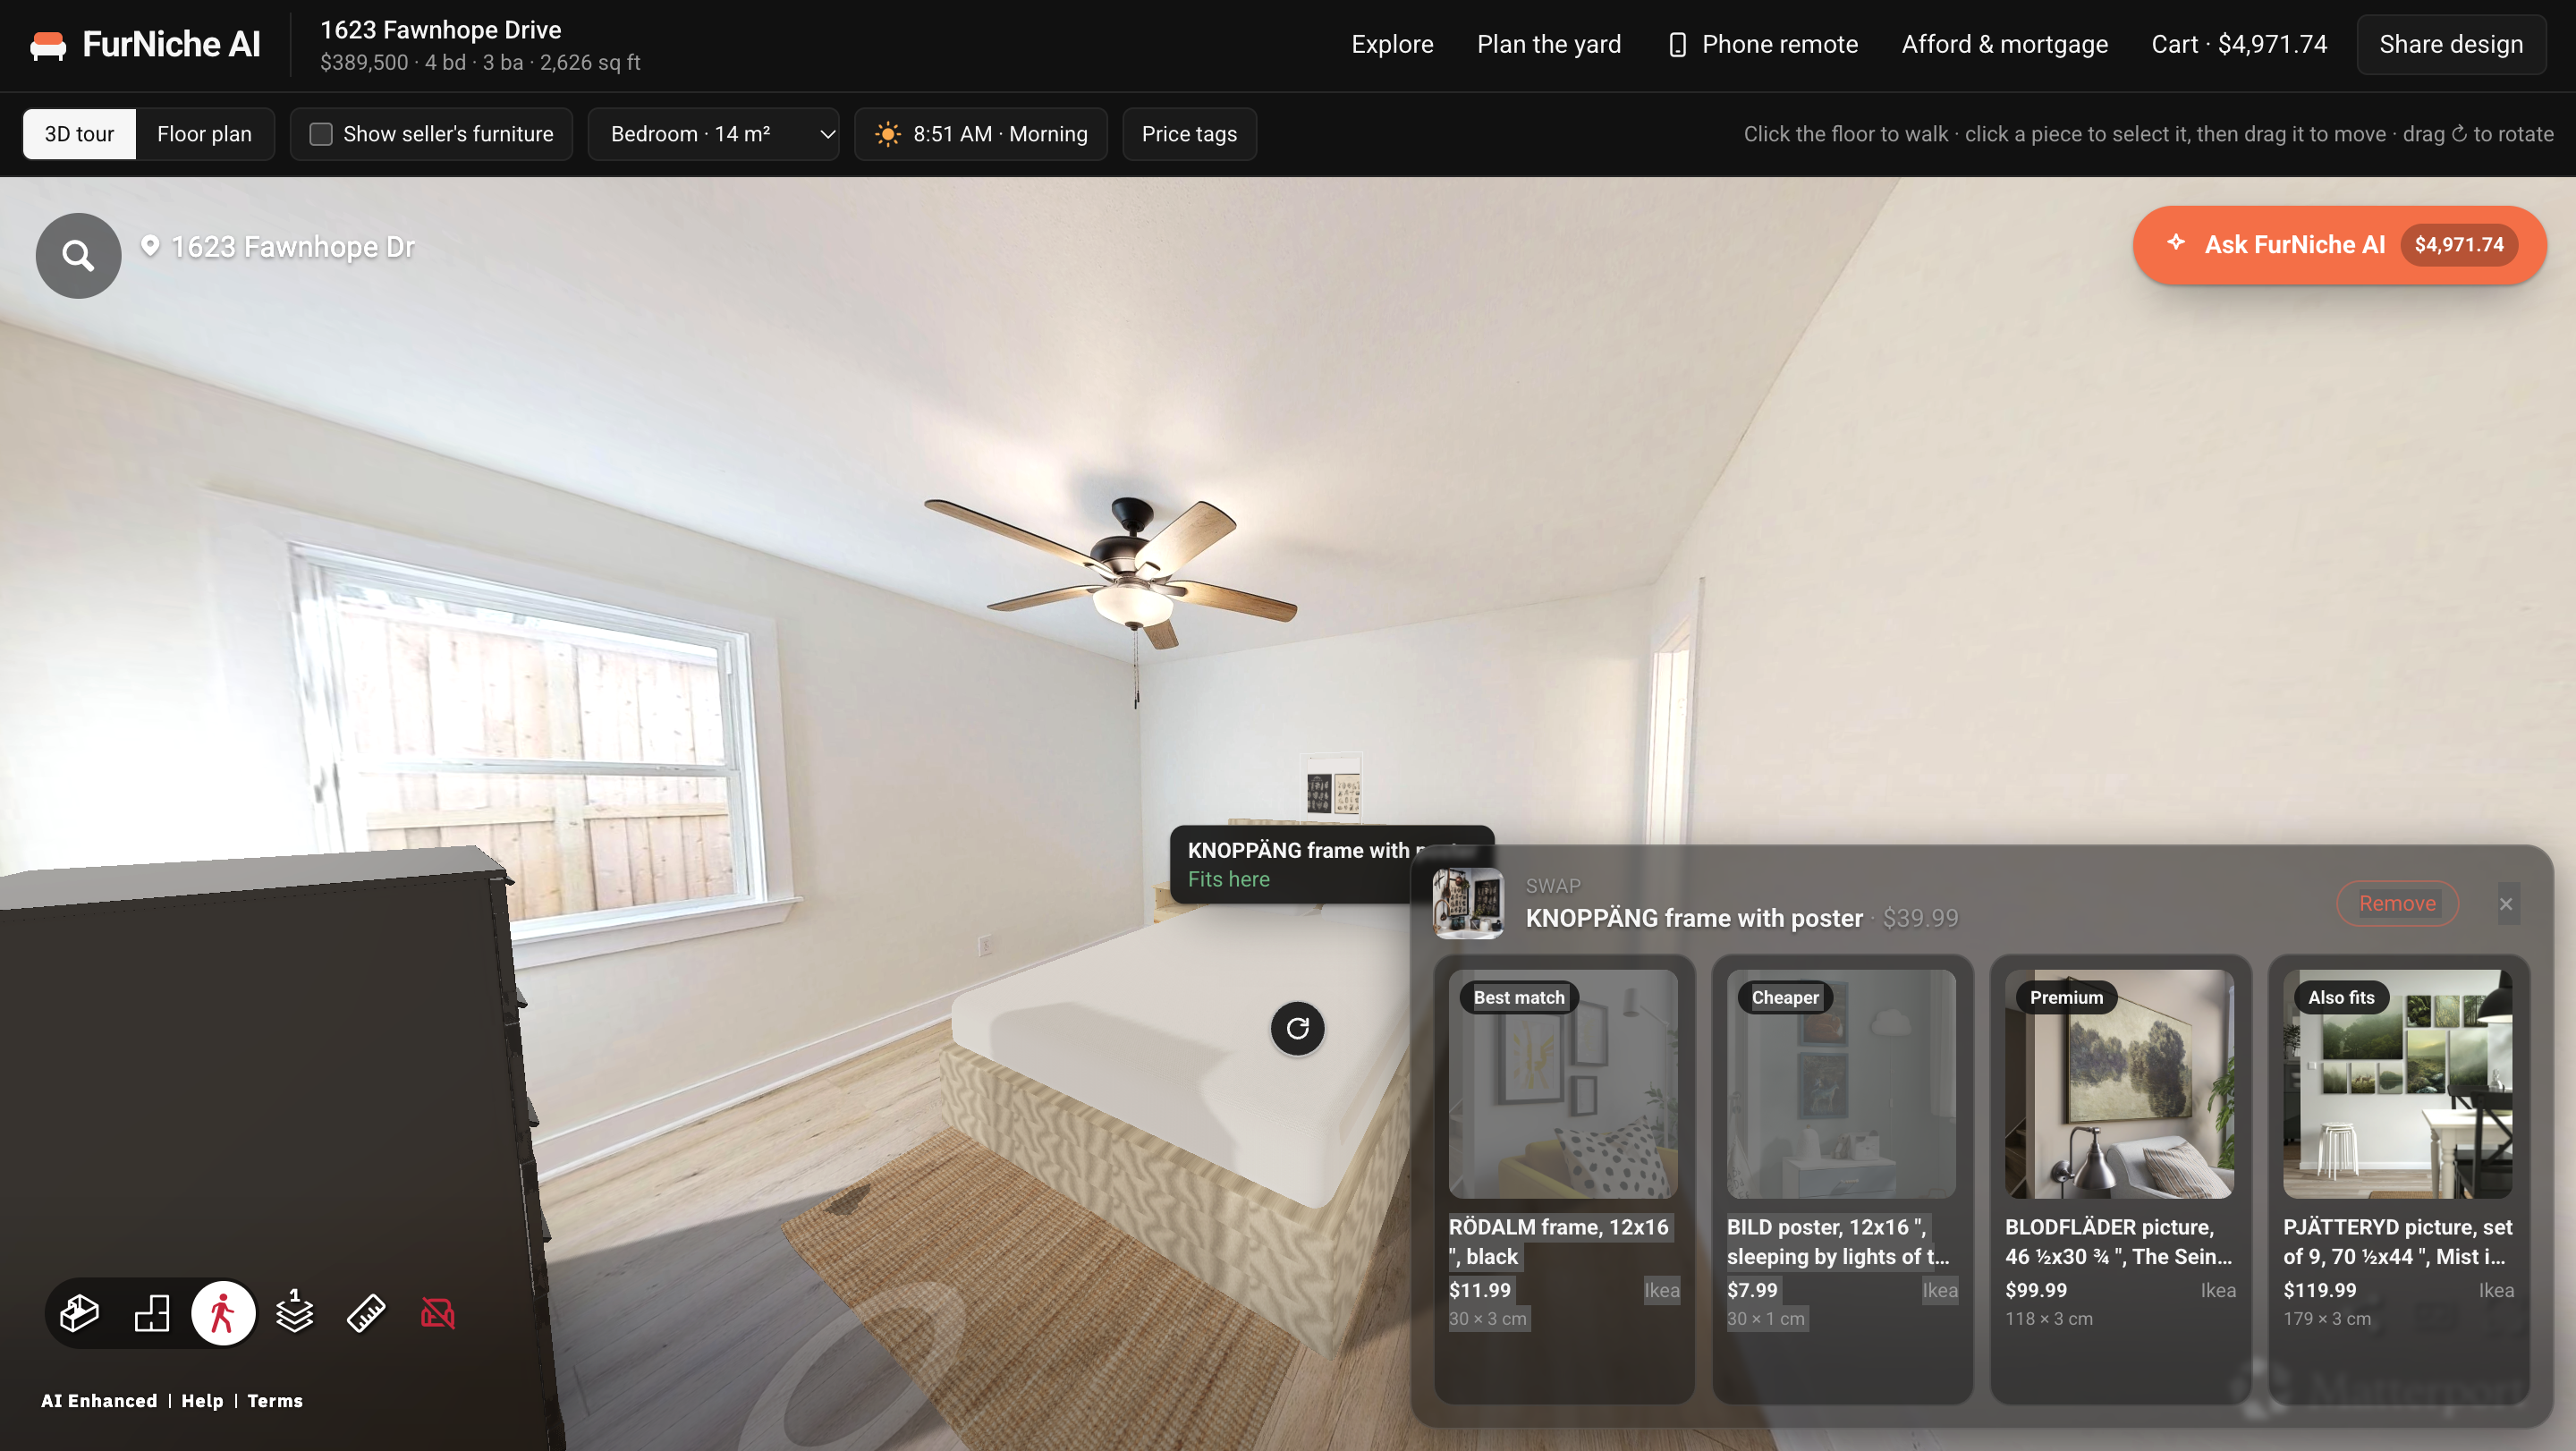 FurNiche AI
1623 Fawnhope Drive
$389,500 · 4 bd · 3 ba · 2,626 sq ft
Explore
Plan the yard
Phone remote
Afford & mortgage
Cart · $4,971.74
Share design
3D tour
Floor plan
Show seller's furniture
Bedroom · 14 m²
8:51 AM · Morning
Price tags
Click the floor to walk · click a piece to select it, then drag it to move · drag ↻ to rotate
1623 Fawnhope Dr
Ask FurNiche AI
$4,971.74
KNOPPÄNG frame with
Fits here
SWAP
KNOPPÄNG frame with poster · $39.99
Remove
×
Best match
RÖDALM frame, 12x16
", black
$11.99
Ikea
30 × 3 cm
Cheaper
BILD poster, 12x16 ",
sleeping by lights of t...
$7.99
Ikea
30 × 1 cm
Premium
BLODFLÄDER picture,
46 ½x30 ¾ ", The Sein...
$99.99
Ikea
118 × 3 cm
Also fits
PJÄTTERYD picture, set
of 9, 70 ½x44 ", Mist i...
$119.99
Ikea
179 × 3 cm
1
AI Enhanced | Help | Terms
Matterport